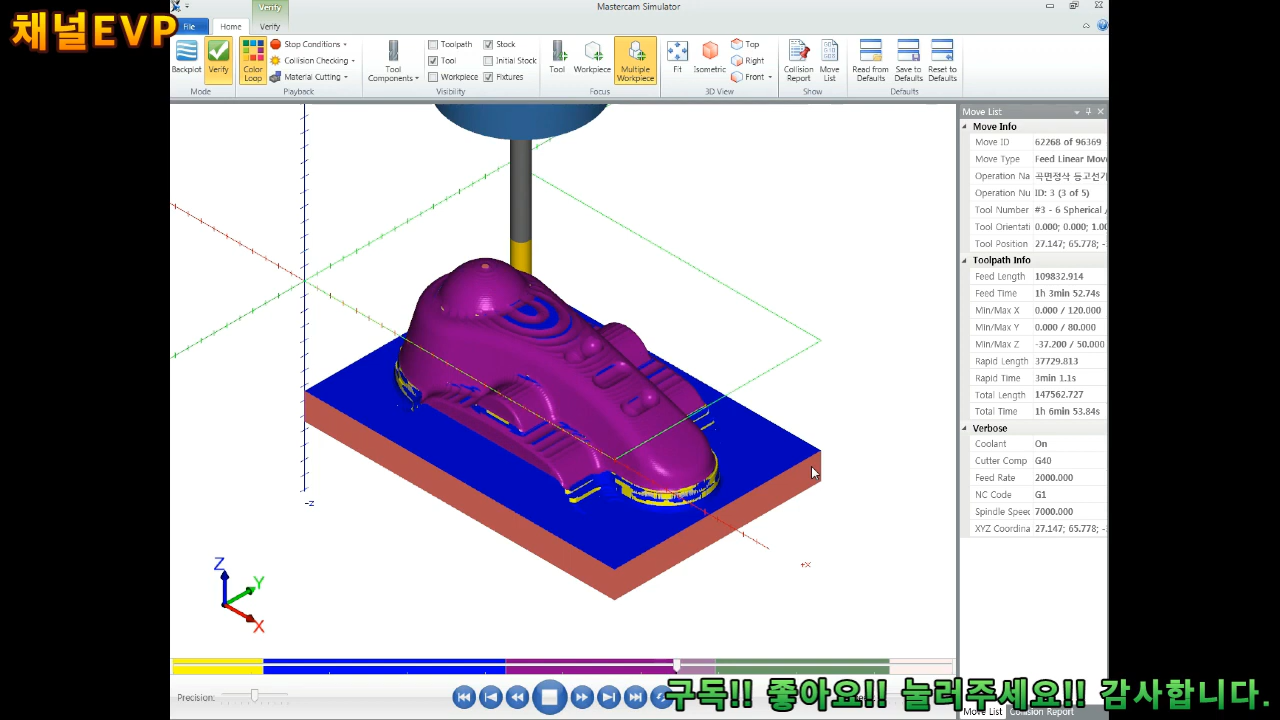 채널EVP
Verify
Mastercam Simulator
File
Home
Verify
Backplot
Verify
Mode
Color
Loop
Stop Conditions
Collision Checking
Material Cutting
Playback
Tool
Components
Toolpath
Tool
Workpiece
Stock
Initial Stock
Fixtures
Visibility
Tool
Workpiece
Multiple
Workpiece
Focus
Fit
Isometric
Top
Right
Front
3D View
Collision
Report
Move
List
Show
Read from
Defaults
Save to
Defaults
Reset to
Defaults
Defaults
Move List
Move Info
Move ID 62268 of 96369
Move Type Feed Linear Mov
Operation Na 곡면정삭 등고선가
Operation Nu ID: 3 (3 of 5)
Tool Number #3 - 6 Spherical /
Tool Orientati 0.000; 0.000; 1.00
Tool Position 27.147; 65.778; -
Toolpath Info
Feed Length 109832.914
Feed Time 1h 3min 52.74s
Min/Max X 0.000 / 120.000
Min/Max Y 0.000 / 80.000
Min/Max Z -37.200 / 50.000
Rapid Length 37729.813
Rapid Time 3min 1.1s
Total Length 147562.727
Total Time 1h 6min 53.84s
Verbose
Coolant On
Cutter Comp G40
Feed Rate 2000.000
NC Code G1
Spindle Speed 7000.000
XYZ Coordina 27.147; 65.778; -
-Z
+X
Z
Y
X
Precision:
구독!! 좋아요!! 눌러주세요!! 감사합니다.
Move List
Collision Report